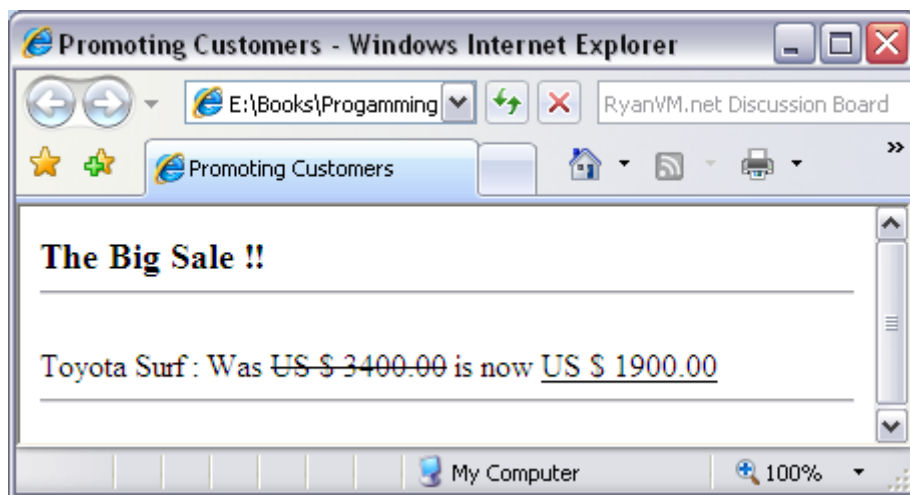 Promoting Customers - Windows Internet Explorer
E:\Books\Progamming
RyanVM.net Discussion Board
Promoting Customers
The Big Sale !!
Toyota Surf : Was US $ 3400.00 is now US $ 1900.00
My Computer
100%